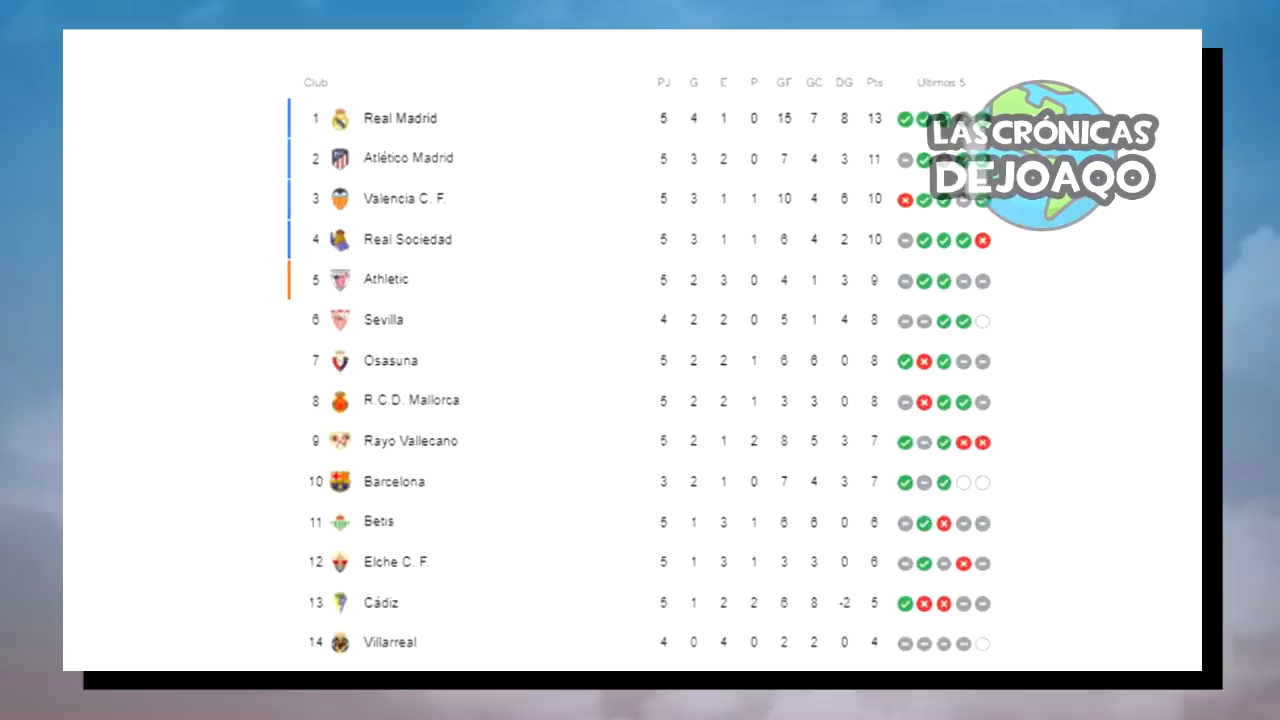 Club PJ G E P GF GC DG Pts Últimas 5
1 Real Madrid 5 4 1 0 15 7 8 13
2 Atlético Madrid 5 3 2 0 7 4 3 11
3 Valencia C. F. 5 3 1 1 10 4 6 10
4 Real Sociedad 5 3 1 1 6 4 2 10
5 Athletic 5 2 3 0 4 1 3 9
6 Sevilla 4 2 2 0 5 1 4 8
7 Osasuna 5 2 2 1 6 6 0 8
8 R.C.D. Mallorca 5 2 2 1 3 3 0 8
9 Rayo Vallecano 5 2 1 2 8 5 3 7
10 Barcelona 3 2 1 0 7 4 3 7
11 Betis 5 1 3 1 6 6 0 6
12 Elche C. F. 5 1 3 1 3 3 0 6
13 Cádiz 5 1 2 2 6 8 -2 5
14 Villarreal 4 0 4 0 2 2 0 4
LAS CRÓNICAS
DE JOAQO